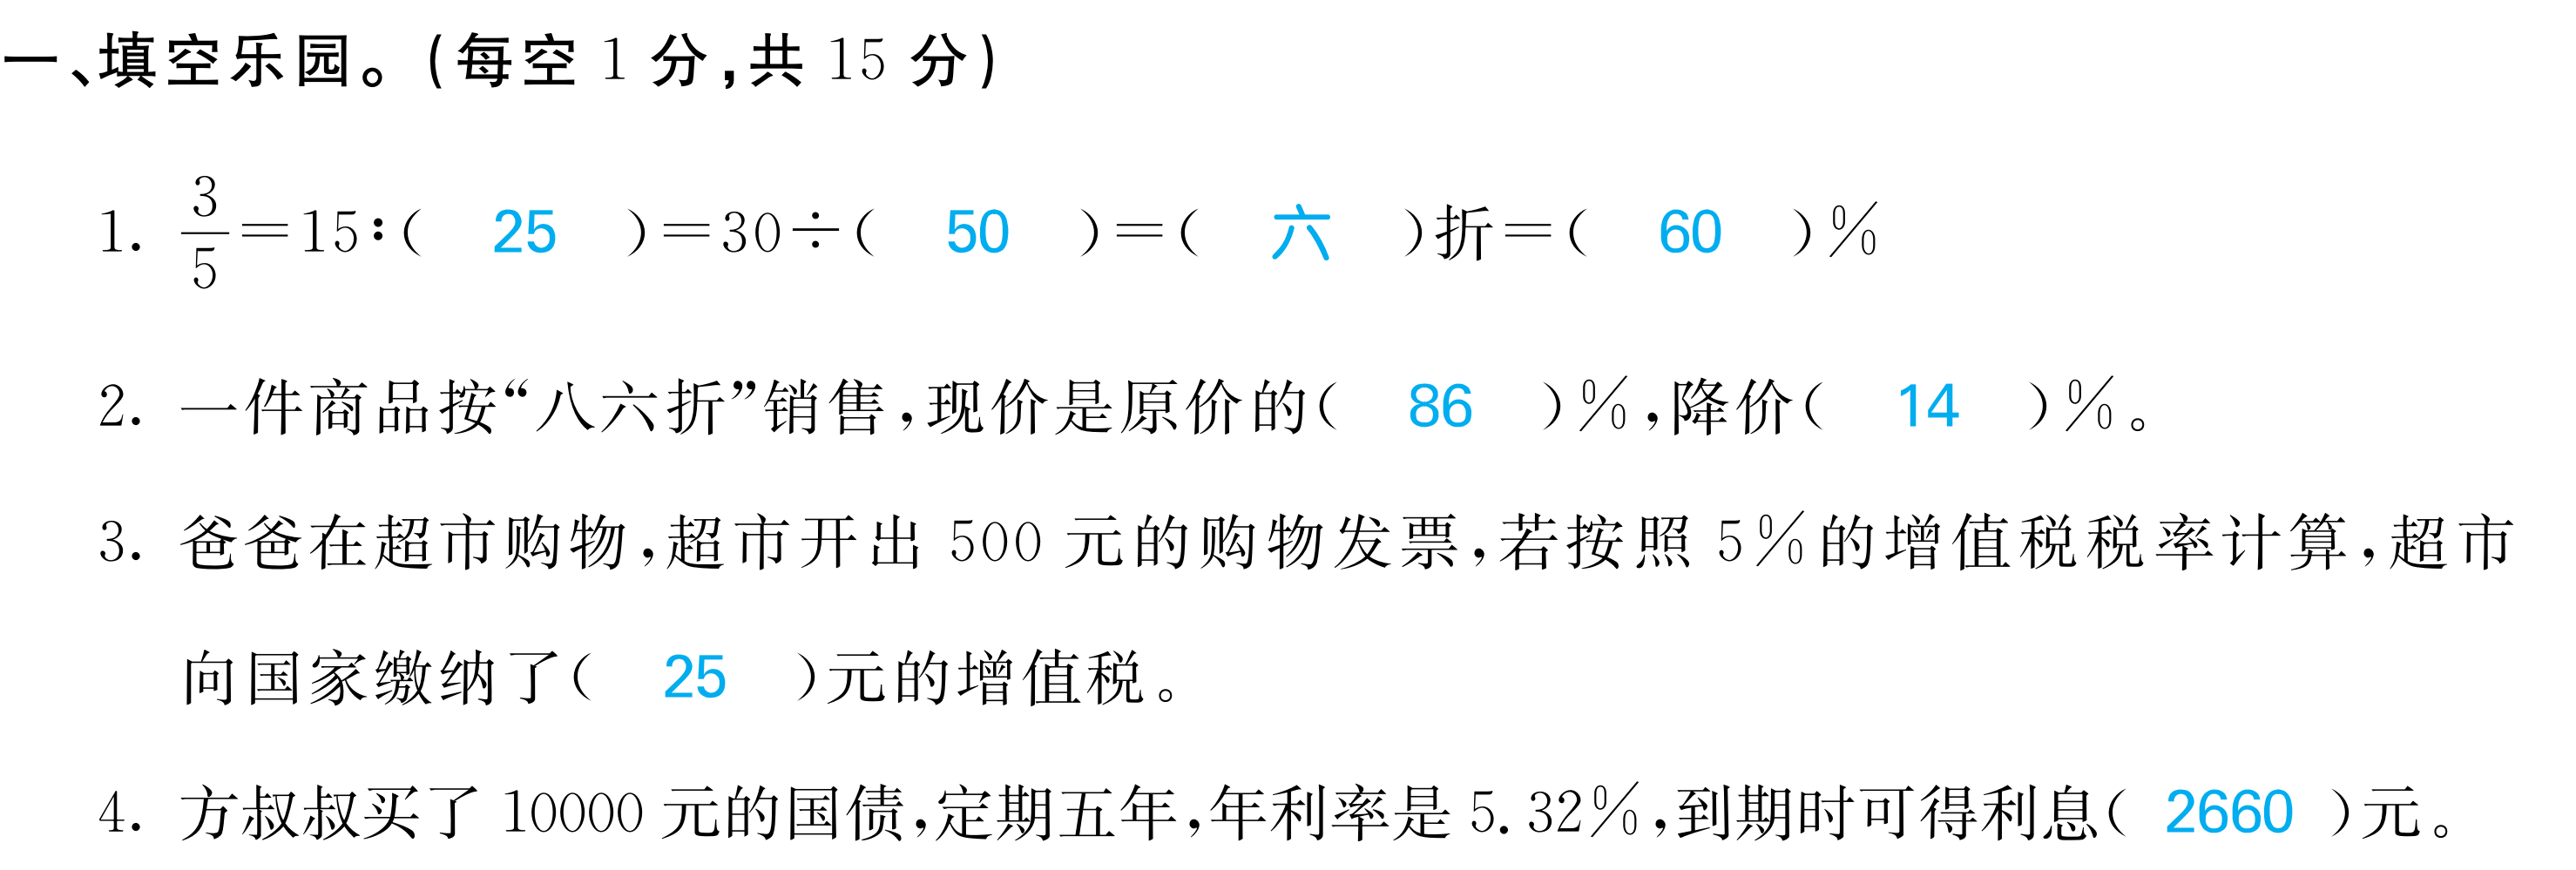 一、填空乐园。(每空 1 分,共 15 分)
1. 3/5=15∶( 25 )=30÷( 50 )=( 六 )折=( 60 )%
2. 一件商品按“八六折”销售,现价是原价的( 86 )%,降价( 14 )%。
3. 爸爸在超市购物,超市开出 500 元的购物发票,若按照 5%的增值税税率计算,超市
向国家缴纳了( 25 )元的增值税。
4. 方叔叔买了 10000 元的国债,定期五年,年利率是 5.32%,到期时可得利息( 2660 )元。